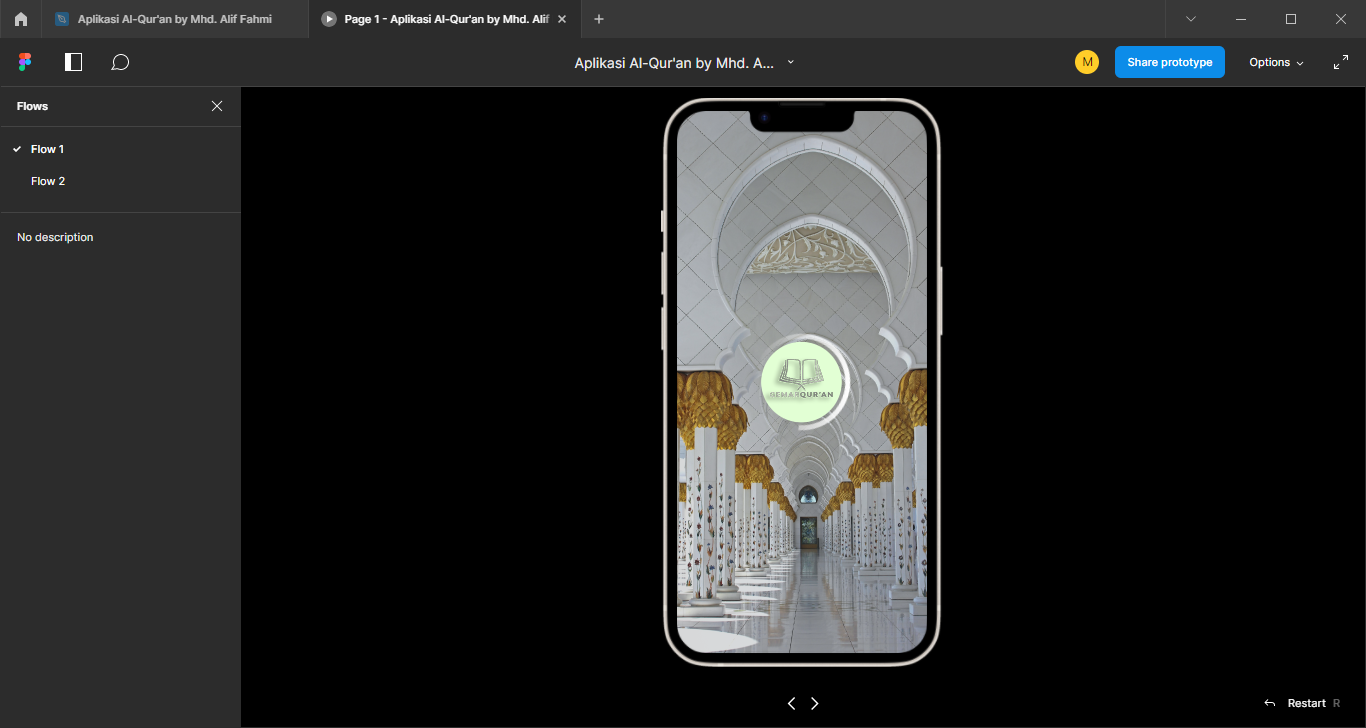 Aplikasi Al-Qur'an by Mhd. Alif Fahmi
Page 1 - Aplikasi Al-Qur'an by Mhd. Alif
Aplikasi Al-Qur'an by Mhd. A...
M
Share prototype
Options
Flows
Flow 1
Flow 2
No description
QUR'AN
Restart R